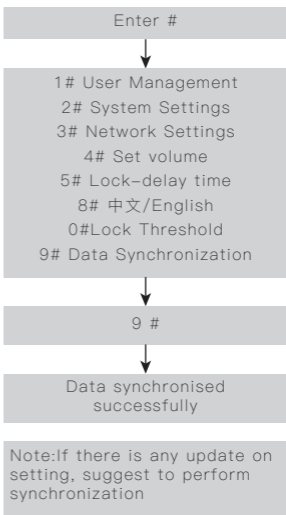 Enter #
1# User Management
2# System Settings
3# Network Settings
4# Set volume
5# Lock-delay time
8# 中文/English
0#Lock Threshold
9# Data Synchronization
9 #
Data synchronised
successfully
Note:If there is any update on
setting, suggest to perform
synchronization